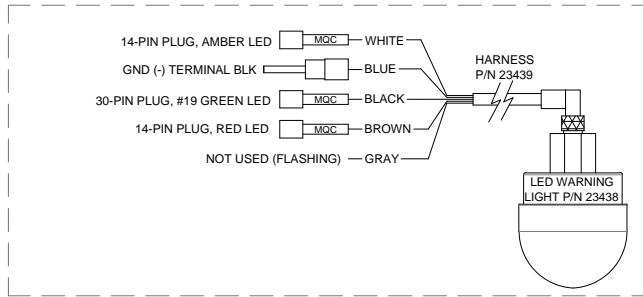 14-PIN PLUG, AMBER LED MQC WHITE
GND (-) TERMINAL BLK BLUE
30-PIN PLUG, #19 GREEN LED MQC BLACK
14-PIN PLUG, RED LED MQC BROWN
NOT USED (FLASHING) GRAY
HARNESS
P/N 23439
LED WARNING
LIGHT P/N 23438